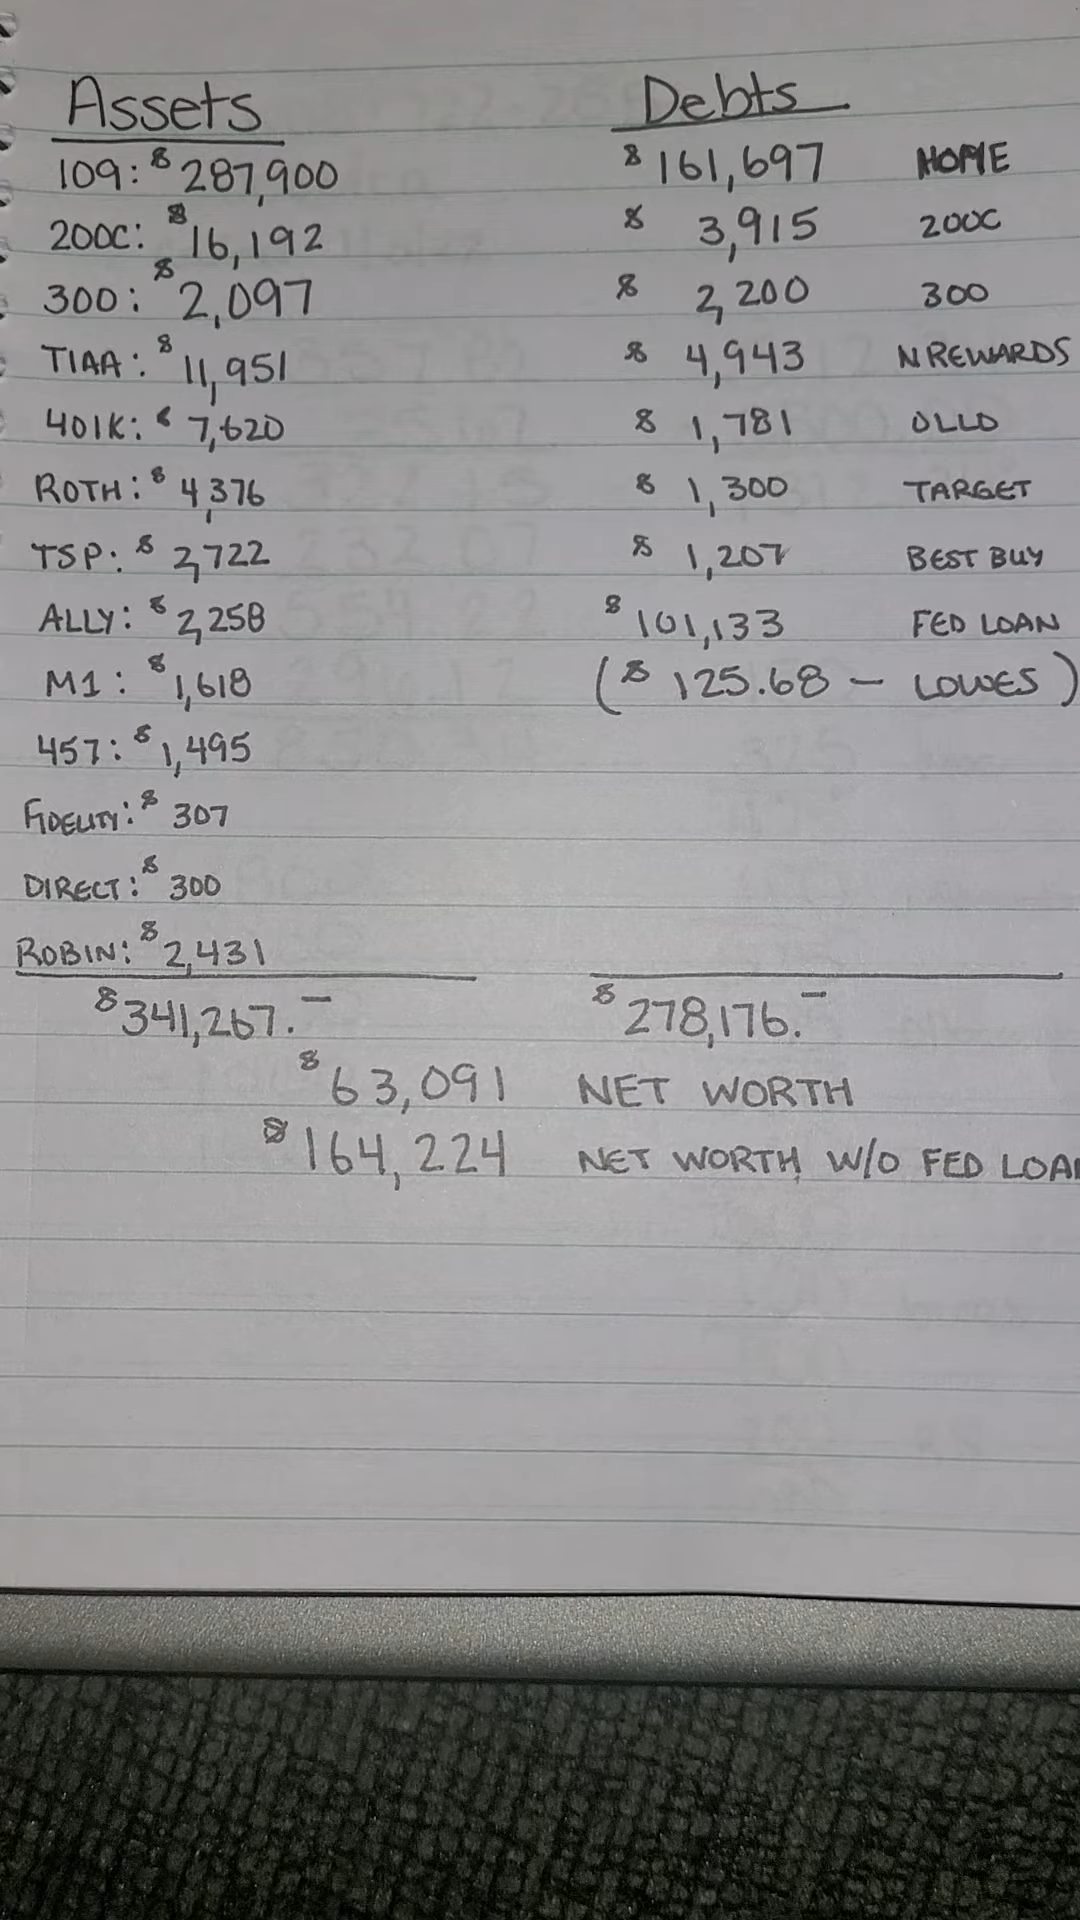 Assets Debts
109: $287,900 $161,697 HOME
200C: $16,192 $3,915 200C
300: $2,097 $2,200 300
TIAA: $11,951 $4,943 NREWARDS
401K: $7,620 $1,781 OLLO
ROTH: $4,376 $1,300 TARGET
TSP: $2,722 $1,207 BEST BUY
ALLY: $2,258 $101,133 FED LOAN
M1: $1,618 ($125.68 - LOWES)
457: $1,495
FIDELITY: $307
DIRECT: $300
ROBIN: $2,431
$341,267.- $278,176.-
$63,091 NET WORTH
$164,224 NET WORTH W/O FED LOA